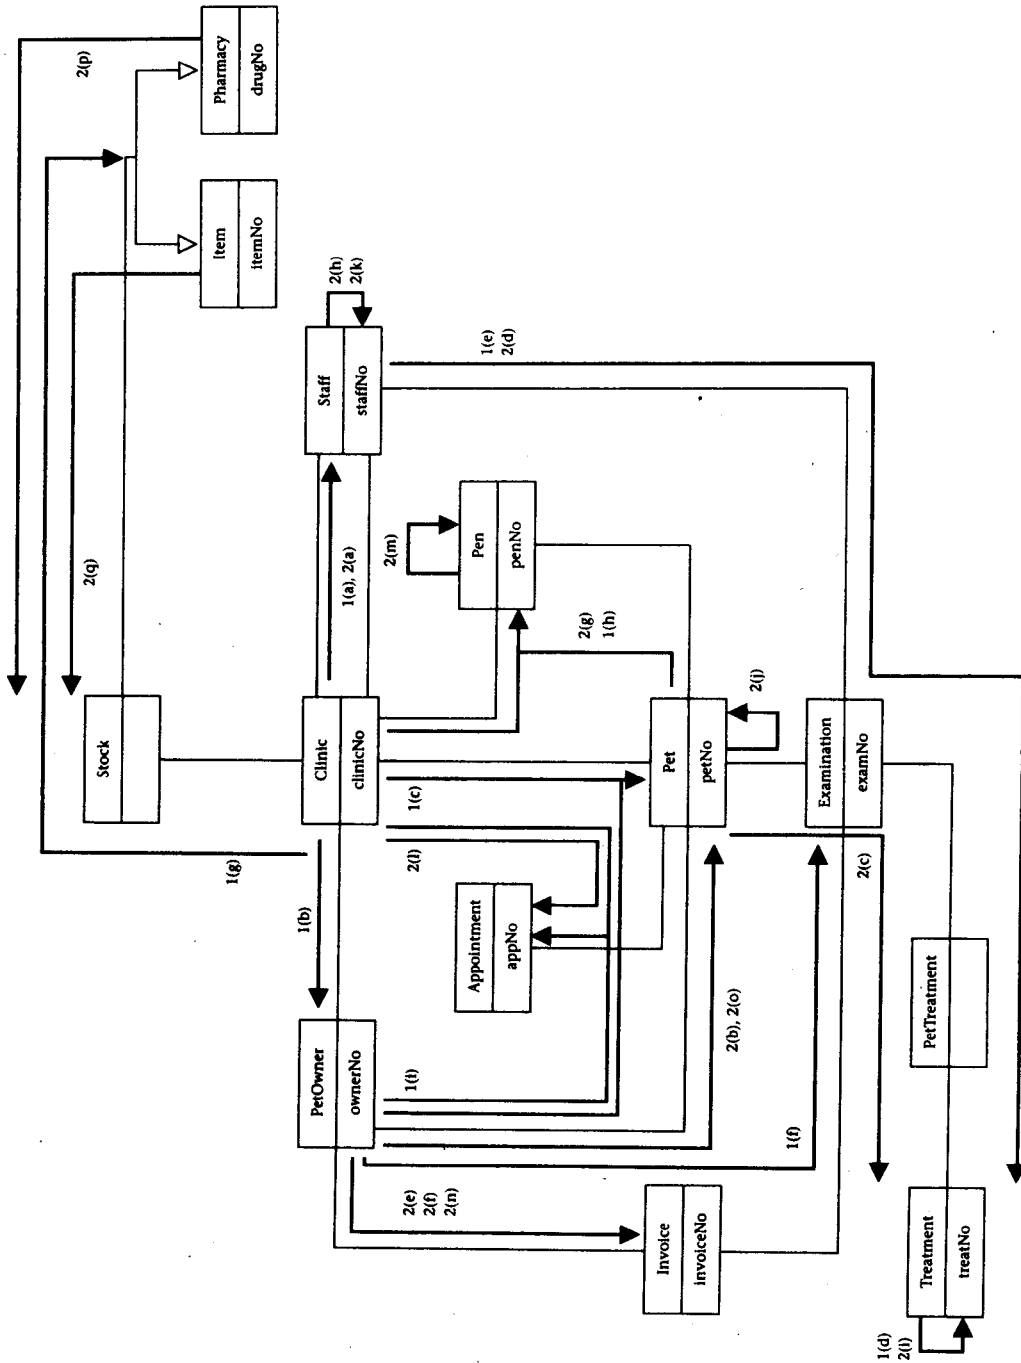 2(p)
2(q)
Stock
Item
itemNo
Pharmacy
drugNo
1(g)
1(b)
PetOwner
ownerNo
Clinic
clinicNo
1(a), 2(a)
Staff
staffNo
2(h)
2(k)
2(e)
2(f)
2(n)
1(i)
2(l)
1(c)
2(m)
Appointment
appNo
Pen
penNo
1(e)
2(d)
2(g)
1(h)
Invoice
invoiceNo
Pet
petNo
2(b), 2(o)
2(j)
1(f)
Examination
examNo
2(c)
1(d)
2(i)
Treatment
treatNo
PetTreatment